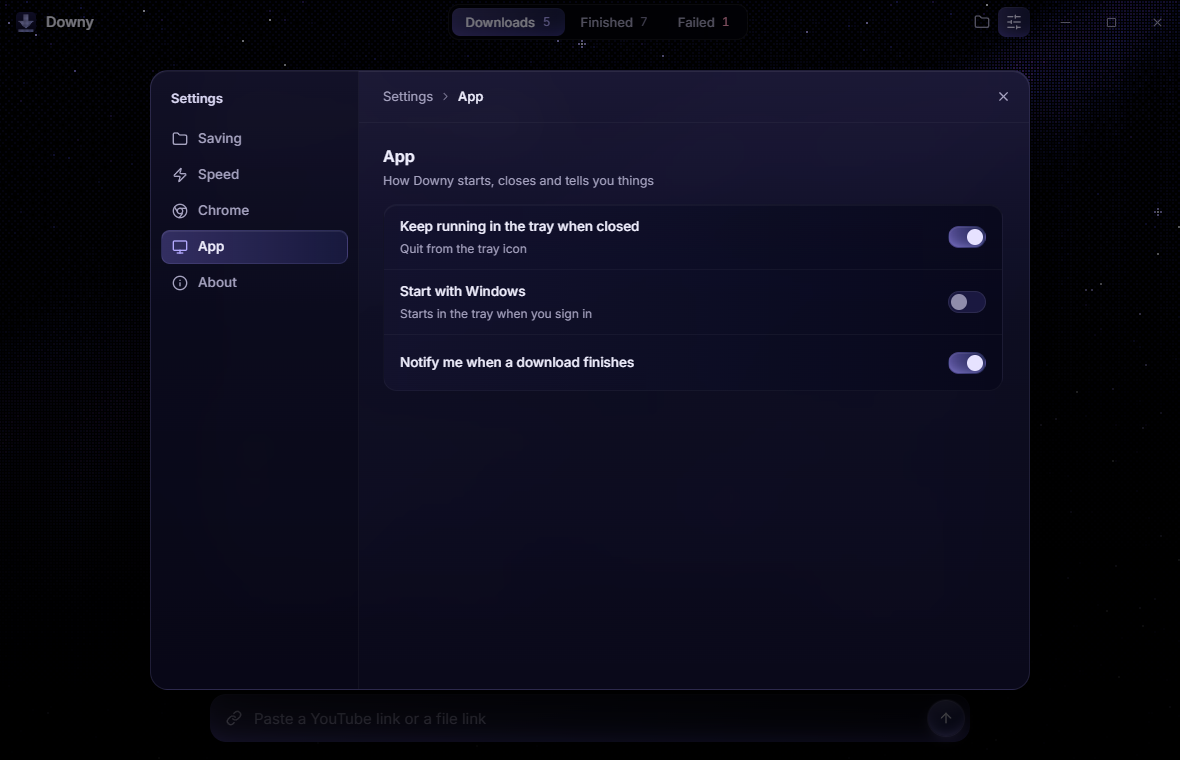 Downy
Downloads 5
Finished 7
Failed 1
Settings
Saving
Speed
Chrome
App
About
Settings > App
App
How Downy starts, closes and tells you things
Keep running in the tray when closed
Quit from the tray icon
Start with Windows
Starts in the tray when you sign in
Notify me when a download finishes
Paste a YouTube link or a file link